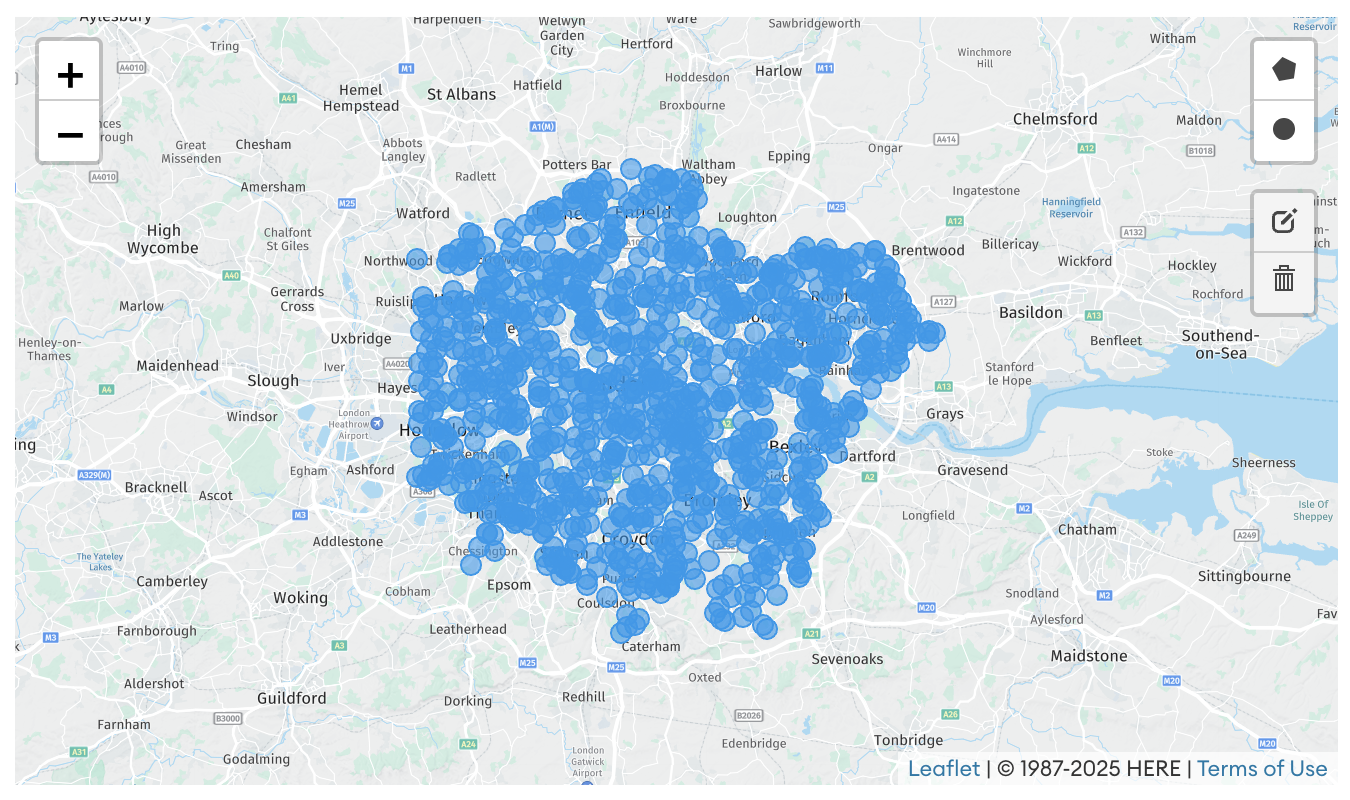 Aylesbury
Harpenden
Welwyn
Garden
City
Ware
Sawbridgeworth
Witham
Reservoir
Tring
Hertford
Winchmore
Hill
+
A4010
M1
Hatfield
Hoddesdon
Harlow
M11
Hemel
Hempstead
St Albans
A41
Broxbourne
Chelmsford
Maldon
A1(M)
Great
Missenden
Chesham
Abbots
Langley
A414
Ongar
A12
B1018
A4010
Potters Bar
Waltham
Abbey
Epping
Radlett
Amersham
Ingatestone
M25
Watford
Enfield
Loughton
M25
Hanningfield
Reservoir
A12
High
Wycombe
Chalfont
St Giles
A132
Brentwood
Billericay
Northwood
Wickford
Hockley
A40
Gerrards
Cross
Rochford
Marlow
Ruislip
A127
Basildon
A13
Henley-on-
Thames
Uxbridge
Benfleet
Southend-
on-Sea
Maidenhead
Iver
A4020
Stanford
le Hope
Slough
Hayes
A4
A13
Windsor
London
Heathrow
Airport
Grays
Dartford
Stoke
Sheerness
A329(M)
Egham
Ashford
A2
Gravesend
Bracknell
Ascot
Isle Of
Sheppey
M3
M2
Longfield
Chatham
Addlestone
Croydon
A249
The Yateley
Lakes
Chessington
Camberley
Epsom
Sittingbourne
Woking
Cobham
Coulsdon
Snodland
M2
M20
Aylesford
Fav
M3
Farnborough
Leatherhead
A21
A3
Caterham
Sevenoaks
Maidstone
M25
M25
Oxted
M20
Aldershot
Guildford
Dorking
Redhill
B3000
B2026
A26
Farnham
A24
Edenbridge
Tonbridge
M20
A31
Godalming
London
Gatwick
Airport
Leaflet | © 1987-2025 HERE | Terms of Use